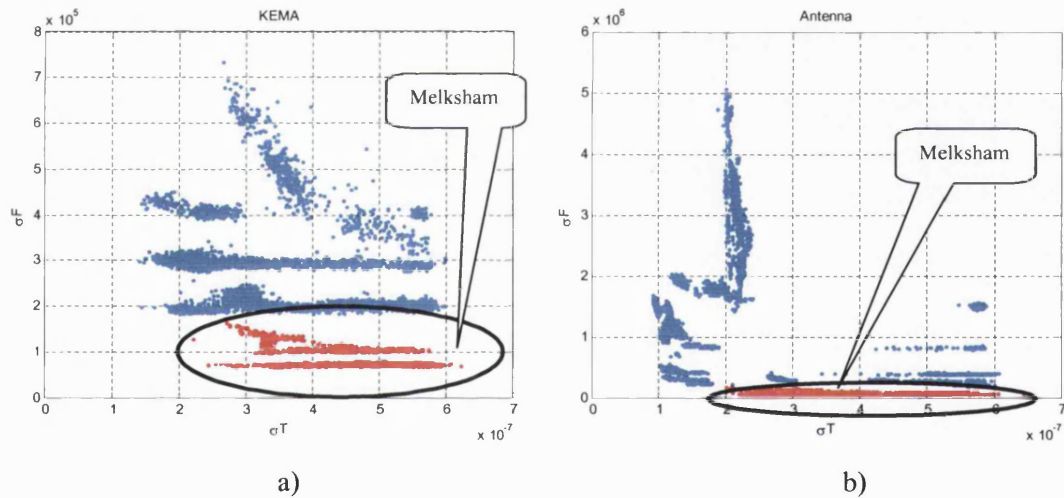 KEMA
x 10^5
8
7
6
5
4
3
2
1
0
σF
0 1 2 3 4 5 6 7
σT
x 10^-7
Melksham
a)
Antenna
x 10^6
6
5
4
3
2
1
0
σF
0 1 2 3 4 5 6 7
σT
x 10^-7
Melksham
b)